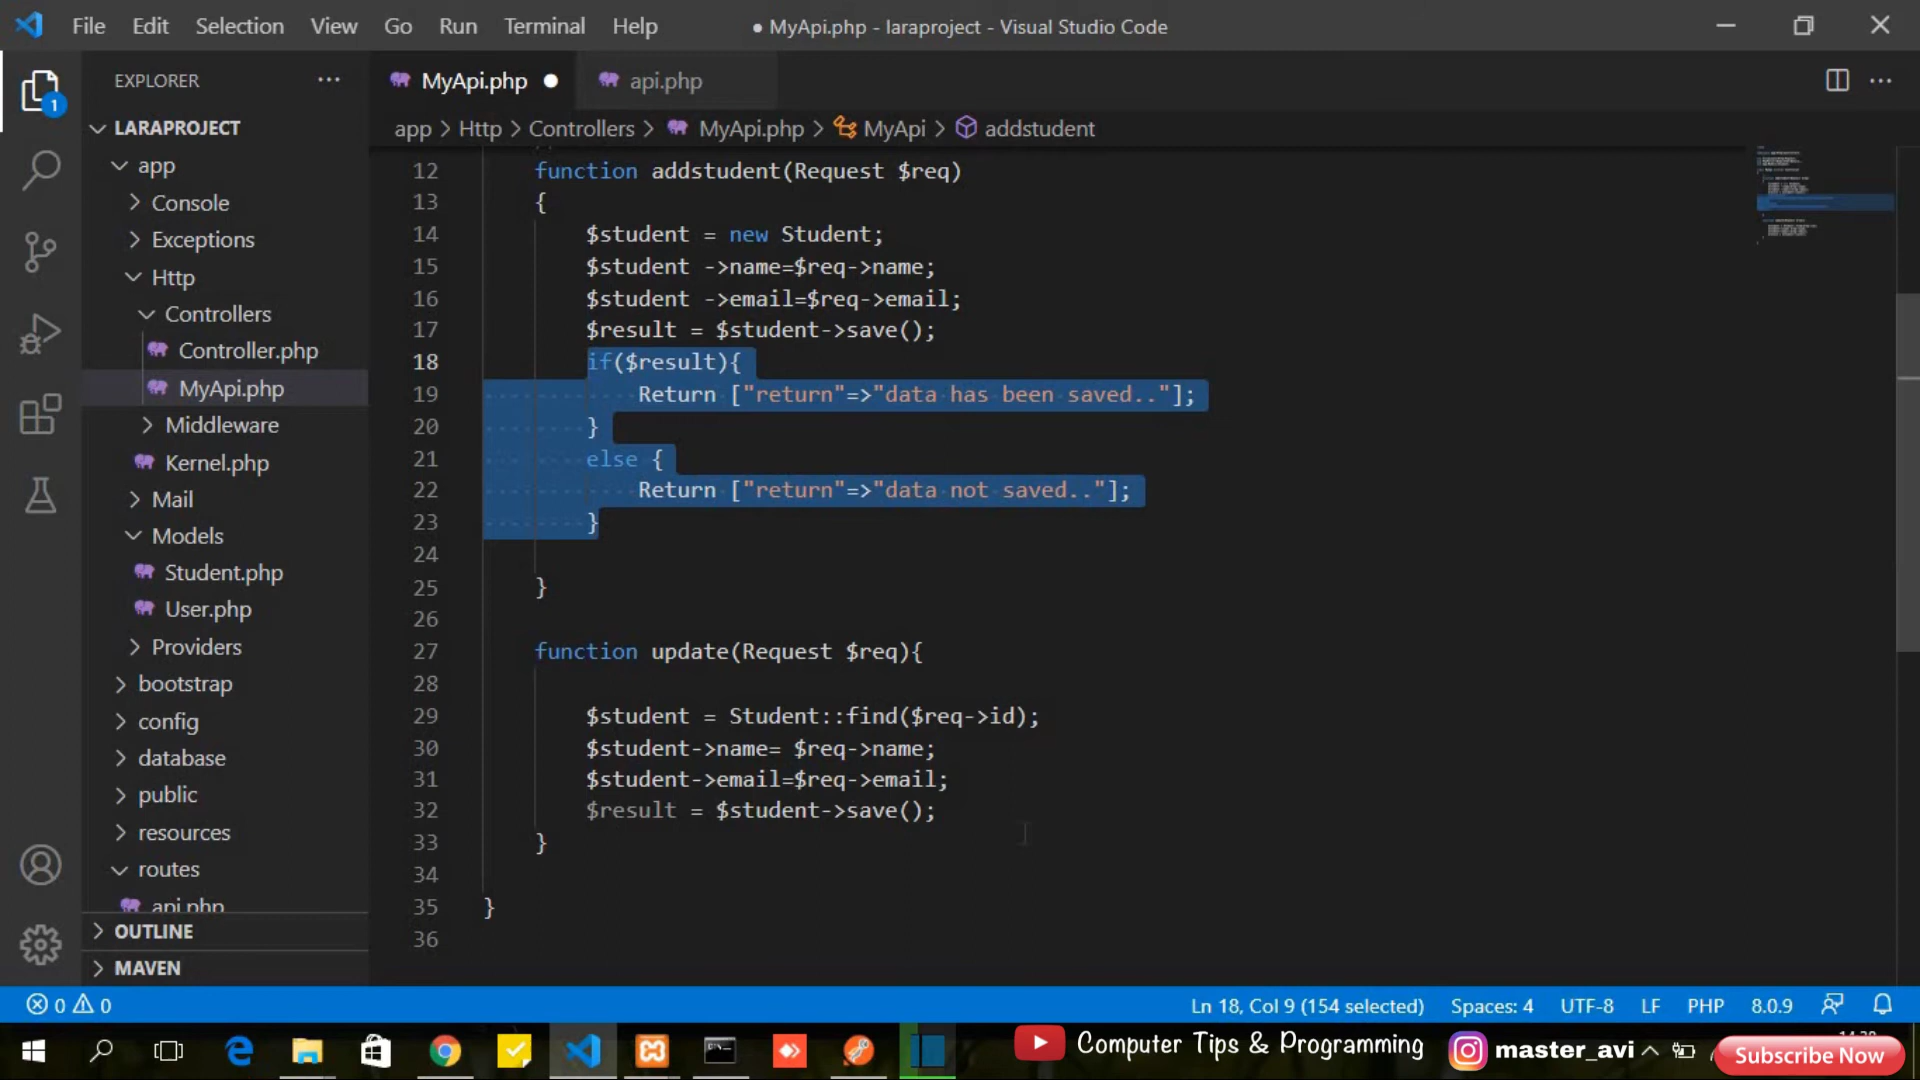 File Edit Selection View Go Run Terminal Help
● MyApi.php - laraproject - Visual Studio Code
EXPLORER
MyApi.php
api.php
app > Http > Controllers > MyApi.php > MyApi > addstudent
LARAPROJECT
app
Console
Exceptions
Http
Controllers
Controller.php
MyApi.php
Middleware
Kernel.php
Mail
Models
Student.php
User.php
Providers
bootstrap
config
database
public
resources
routes
api.php
OUTLINE
MAVEN
1
12 function addstudent(Request $req)
13 {
14 $student = new Student;
15 $student ->name=$req->name;
16 $student ->email=$req->email;
17 $result = $student->save();
18 if($result){
19 Return ["return"=>"data has been saved.."];
20 }
21 else {
22 Return ["return"=>"data not saved.."];
23 }
24
25 }
26
27 function update(Request $req){
28
29 $student = Student::find($req->id);
30 $student->name= $req->name;
31 $student->email=$req->email;
32 $result = $student->save();
33 }
34
35 }
36
0 0
Ln 18, Col 9 (154 selected) Spaces: 4 UTF-8 LF PHP 8.0.9
Computer Tips & Programming
master_avi
Subscribe Now